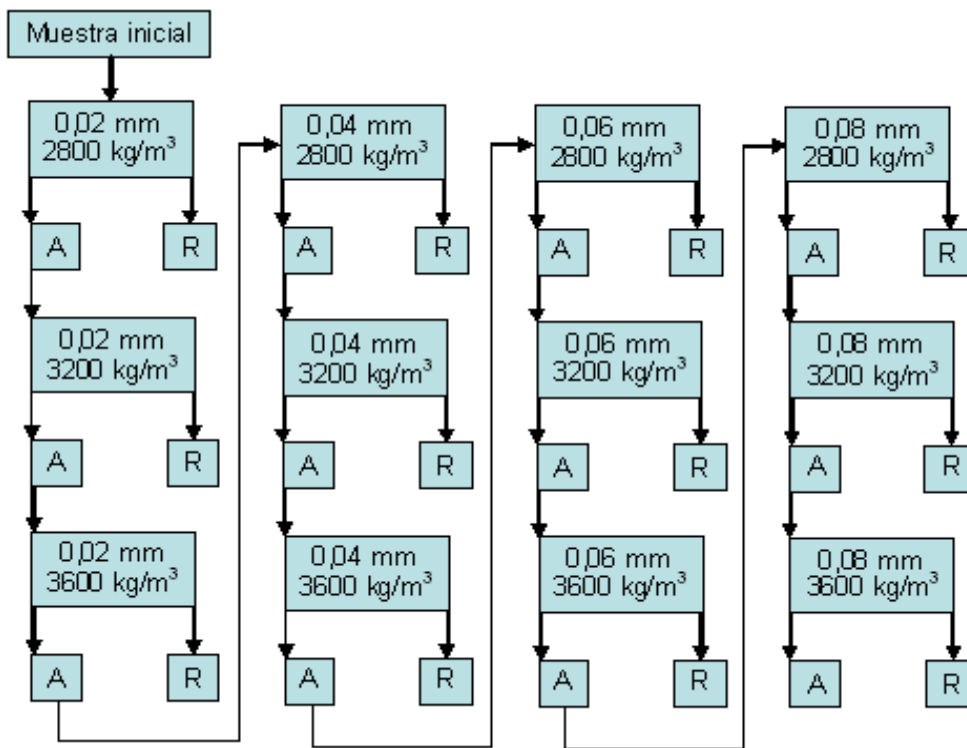 Muestra inicial
0,02 mm
2800 kg/m³
A
R
0,02 mm
3200 kg/m³
A
R
0,02 mm
3600 kg/m³
A
R
0,04 mm
2800 kg/m³
A
R
0,04 mm
3200 kg/m³
A
R
0,04 mm
3600 kg/m³
A
R
0,06 mm
2800 kg/m³
A
R
0,06 mm
3200 kg/m³
A
R
0,06 mm
3600 kg/m³
A
R
0,08 mm
2800 kg/m³
A
R
0,08 mm
3200 kg/m³
A
R
0,08 mm
3600 kg/m³
A
R